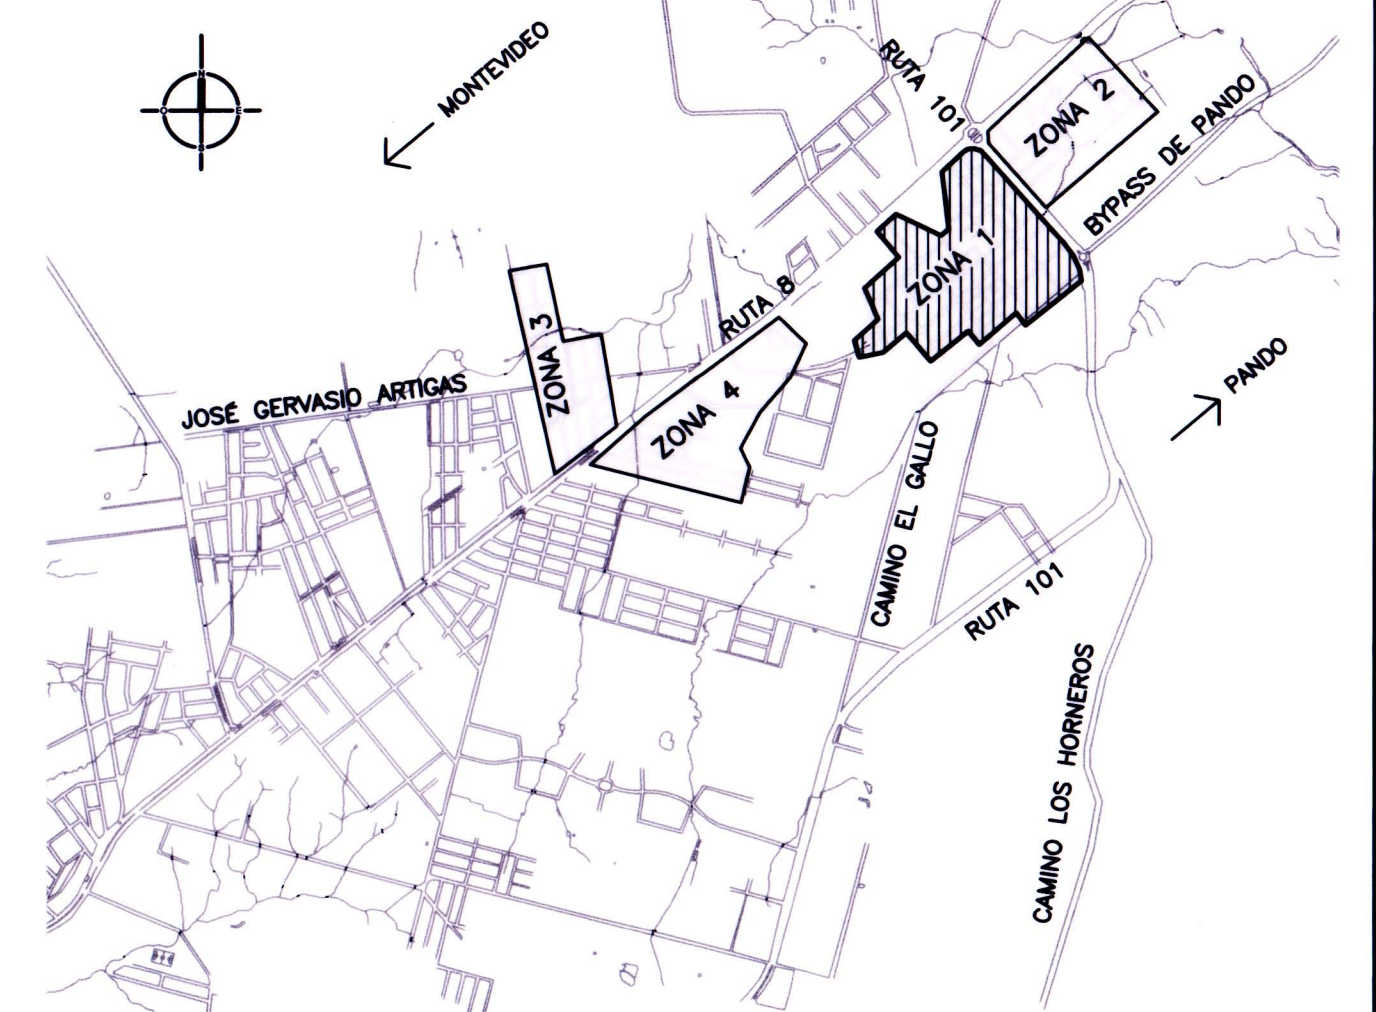 N
O
E
S
MONTEVIDEO
RUTA 101
ZONA 2
BYPASS DE PANDO
ZONA 1
RUTA 8
ZONA 3
ZONA 4
JOSÉ GERVASIO ARTIGAS
PANDO
CAMINO EL GALLO
RUTA 101
CAMINO LOS HORNEROS